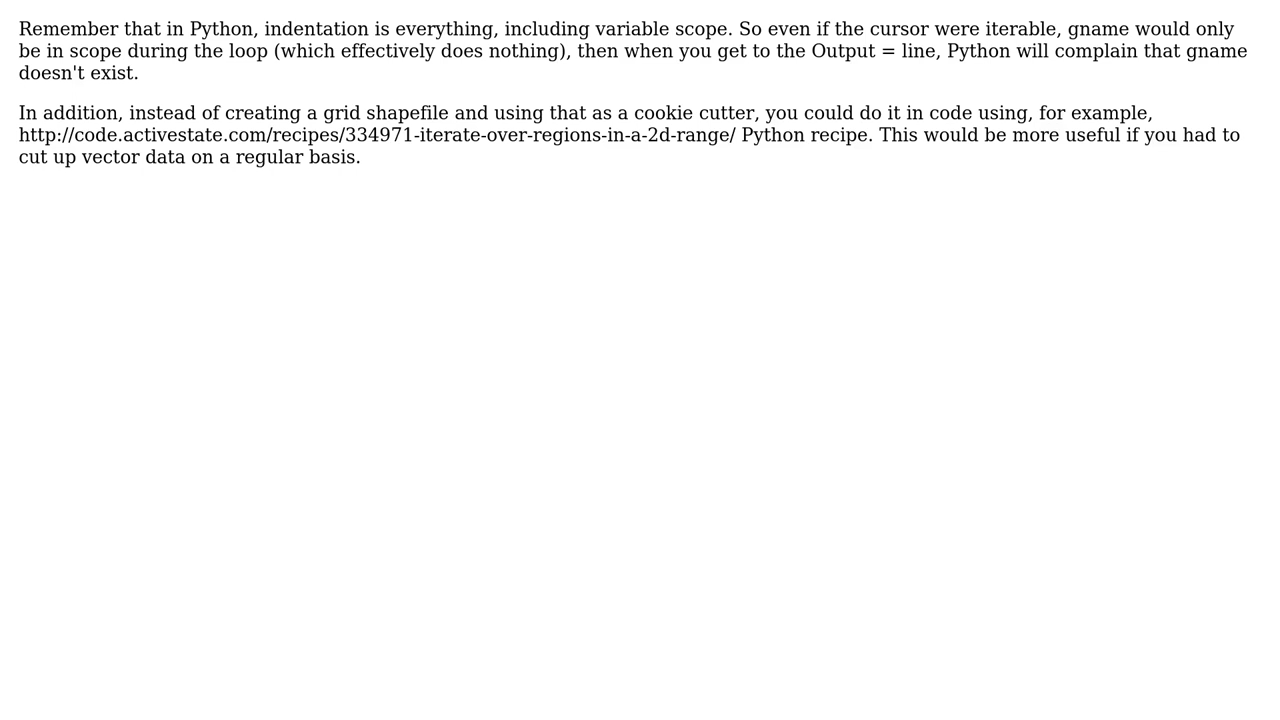 Remember that in Python, indentation is everything, including variable scope. So even if the cursor were iterable, gname would only
be in scope during the loop (which effectively does nothing), then when you get to the Output = line, Python will complain that gname
doesn't exist.
In addition, instead of creating a grid shapefile and using that as a cookie cutter, you could do it in code using, for example,
http://code.activestate.com/recipes/334971-iterate-over-regions-in-a-2d-range/ Python recipe. This would be more useful if you had to
cut up vector data on a regular basis.